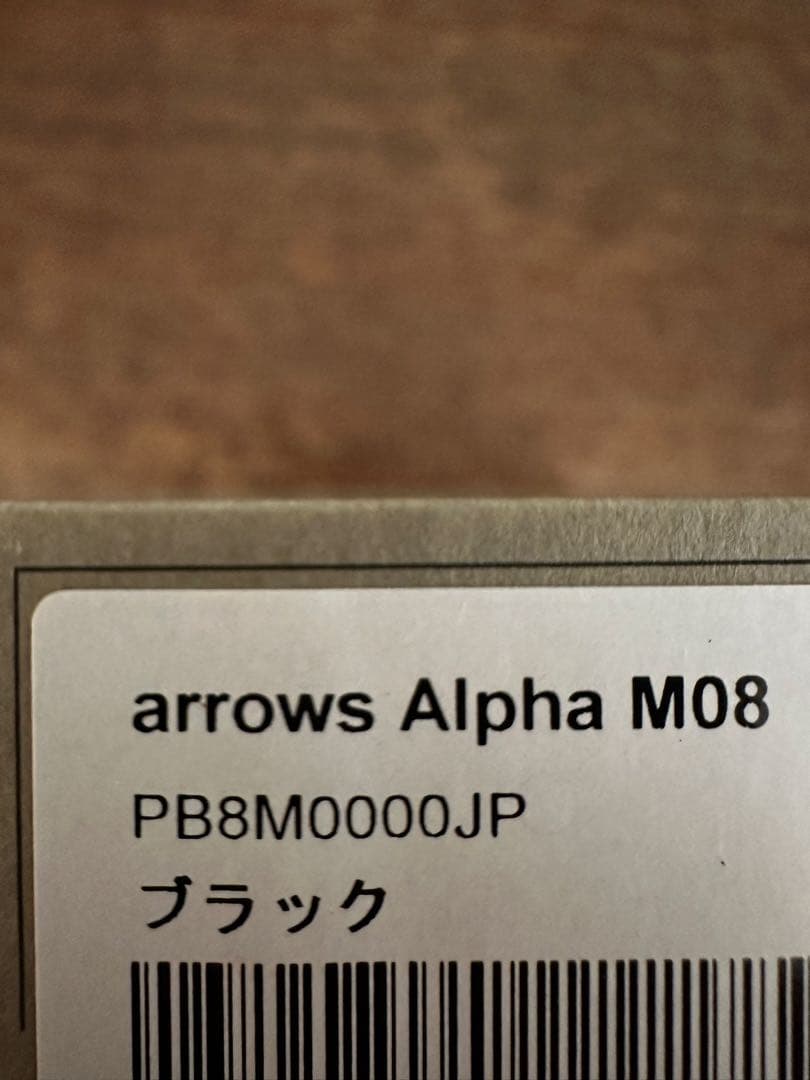 arrows Alpha M08
PB8M0000JP
ブラック